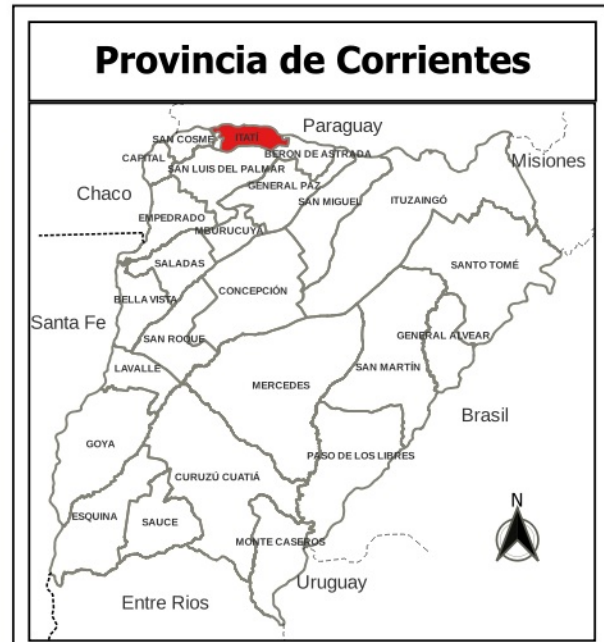 Provincia de Corrientes
Paraguay
SAN COSME
ITATÍ
BERON DE ASTRADA
CAPITAL
SAN LUIS DEL PALMAR
Misiones
GENERAL PAZ
Chaco
SAN MIGUEL
ITUZAINGÓ
EMPEDRADO
MBURUCUYA
SALADAS
SANTO TOMÉ
CONCEPCIÓN
BELLA VISTA
Santa Fe
SAN ROQUE
GENERAL ALVEAR
LAVALLE
SAN MARTÍN
MERCEDES
Brasil
GOYA
PASO DE LOS LIBRES
CURUZÚ CUATIÁ
N
ESQUINA
SAUCE
MONTE CASEROS
Uruguay
Entre Rios